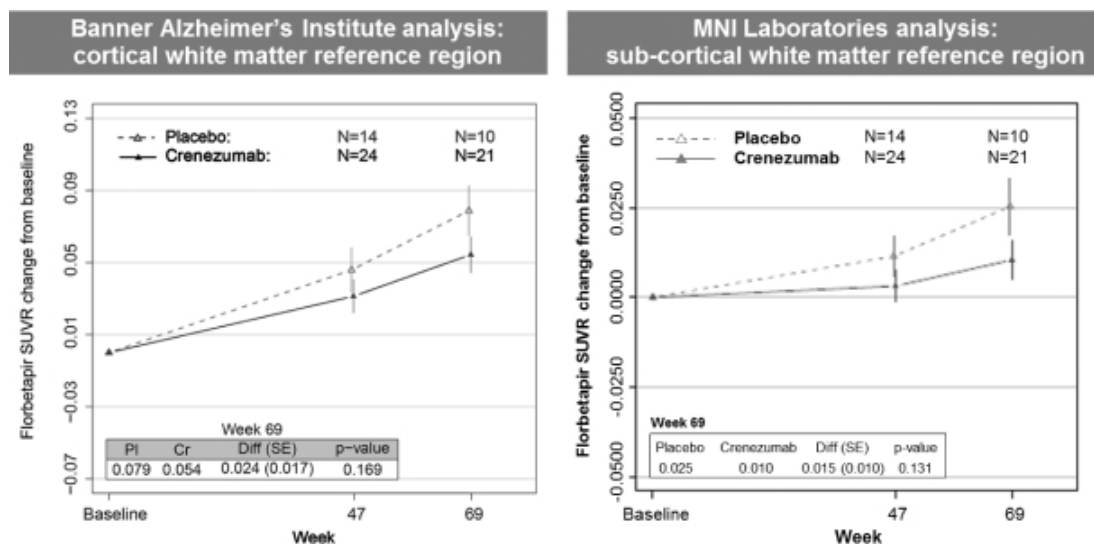 Banner Alzheimer's Institute analysis:
cortical white matter reference region
Florbetapir SUVR change from baseline
0.13
0.09
0.05
0.01
−0.03
−0.07
Placebo: N=14 N=10
Crenezumab: N=24 N=21
Week 69
Pl Cr Diff (SE) p−value
0.079 0.054 0.024 (0.017) 0.169
Baseline 47 69
Week
MNI Laboratories analysis:
sub-cortical white matter reference region
Florbetapir SUVR change from baseline
0.0500
0.0250
0.0000
-0.0250
-0.0500
Placebo N=14 N=10
Crenezumab N=24 N=21
Week 69
Placebo Crenezumab Diff (SE) p-value
0.025 0.010 0.015 (0.010) 0.131
Baseline 47 69
Week